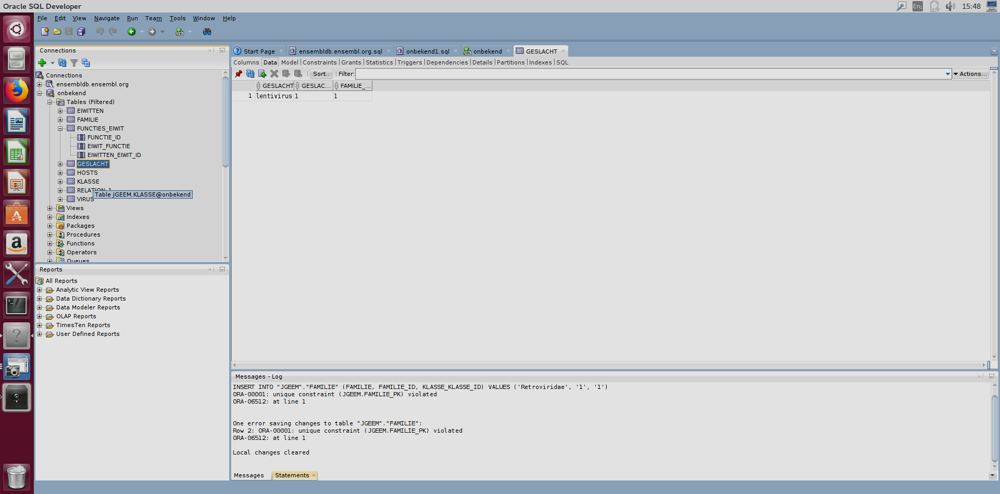 Oracle SQL Developer
En1
15:48
File Edit View Navigate Run Team Tools Window Help
Connections
Connections
ensembldb.ensembl.org
onbekend
Tables (Filtered)
EIWITTEN
FAMILIE
FUNCTIES_EIWIT
FUNCTIE_ID
EIWIT_FUNCTIE
EIWITTEN_EIWIT_ID
GESLACHT
HOSTS
KLASSE
Table JGEEM.KLASSE@onbekend
VIRUS
Views
Indexes
Packages
Procedures
Functions
Operators
Queues
Reports
All Reports
Analytic View Reports
Data Dictionary Reports
Data Modeler Reports
OLAP Reports
TimesTen Reports
User Defined Reports
Start Page ensembldb.ensembl.org.sql onbekend1.sql onbekend GESLACHT
Columns Data Model Constraints Grants Statistics Triggers Dependencies Details Partitions Indexes SQL
Sort.. Filter: Actions...
GESLACHT GESLAC... FAMILIE_...
1 lentivirus 1 1
Messages - Log
INSERT INTO "JGEEM"."FAMILIE" (FAMILIE, FAMILIE_ID, KLASSE_KLASSE_ID) VALUES ('Retroviridae', '1', '1')
ORA-00001: unique constraint (JGEEM.FAMILIE_PK) violated
ORA-06512: at line 1
One error saving changes to table "JGEEM"."FAMILIE":
Row 2: ORA-00001: unique constraint (JGEEM.FAMILIE_PK) violated
ORA-06512: at line 1
Local changes cleared
Messages Statements